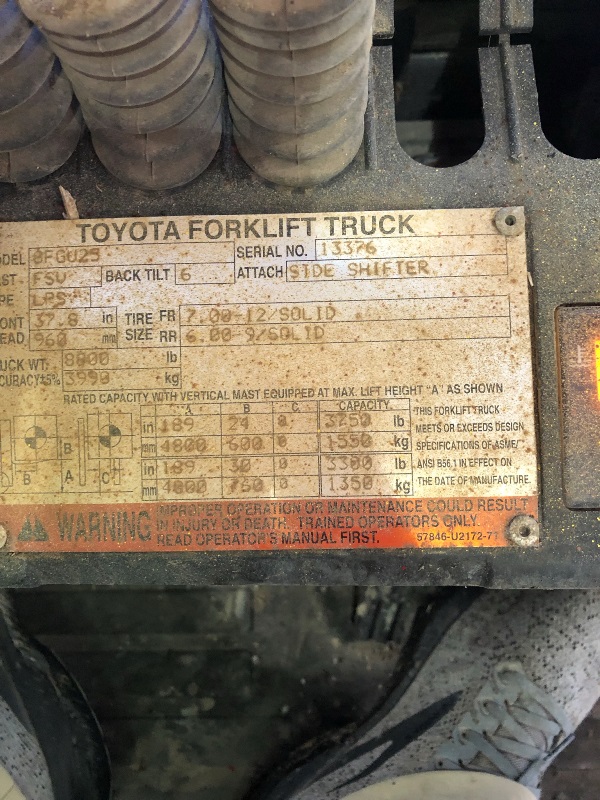 TOYOTA FORKLIFT TRUCK
ODEL 8FGU25 SERIAL NO. 13376
AST FSV BACK TILT 6 ATTACH SIDE SHIFTER
PE LPS
ONT 37.8 in TIRE FR 7.00-12/SOLID
EAD 960 mm SIZE RR 6.00-9/SOLID
UCK WT. 8800 lb
CURACY±5% 3990 kg
RATED CAPACITY WITH VERTICAL MAST EQUIPPED AT MAX. LIFT HEIGHT "A" AS SHOWN
A B C CAPACITY
in 189 24 0 lb
mm 4800 600 0 kg
in 189 30 0 lb
mm 4800 760 0 1350 kg
B A B C
THIS FORKLIFT TRUCK
MEETS OR EXCEEDS DESIGN
SPECIFICATIONS OF ASME/
ANSI B56.1 IN EFFECT ON
THE DATE OF MANUFACTURE.
WARNING
IMPROPER OPERATION OR MAINTENANCE COULD RESULT
IN INJURY OR DEATH. TRAINED OPERATORS ONLY.
READ OPERATOR'S MANUAL FIRST. 57846-U2172-71